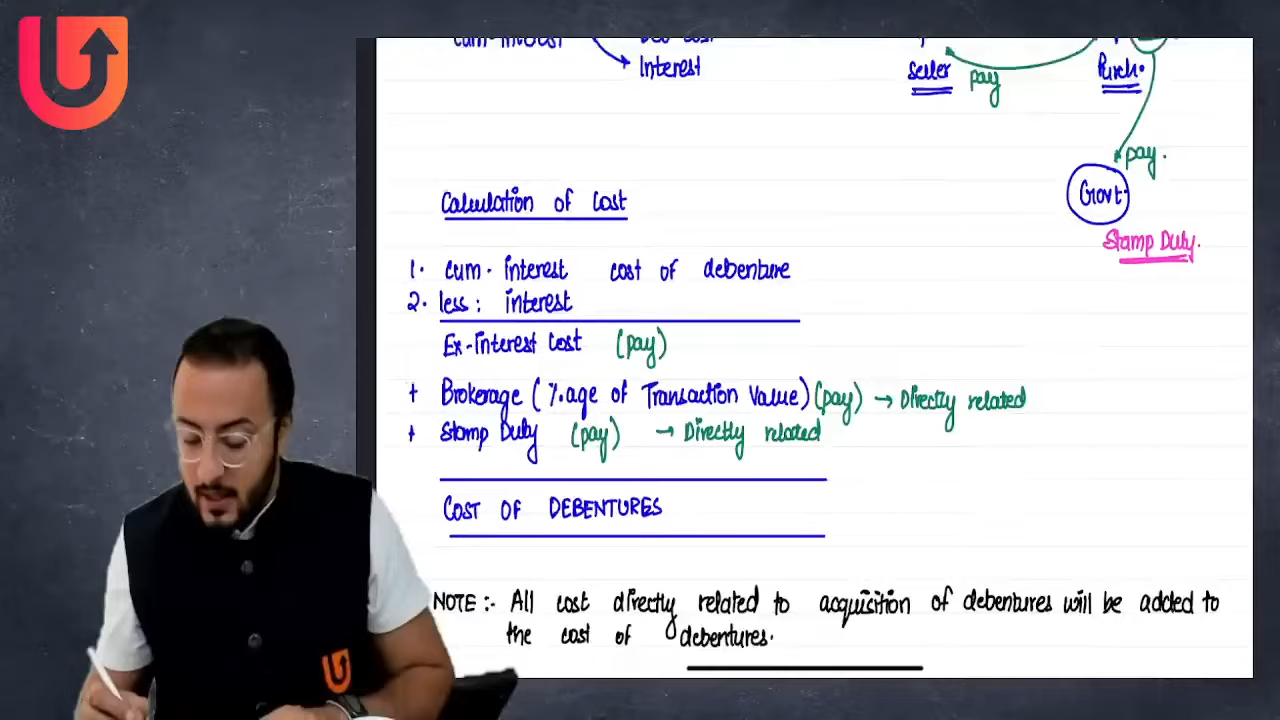 Interest
Seller pay Purch.
pay.
Govt.
Stamp Duty.
Calculation of Cost
1. Cum-Interest cost of debenture
2. less: interest
Ex-Interest Cost (pay)
+ Brokerage (%age of Transaction Value) (pay) → Directly related
+ Stamp Duty (pay) → Directly related
COST OF DEBENTURES
NOTE :- All cost directly related to acquisition of debentures will be added to
the cost of debentures.